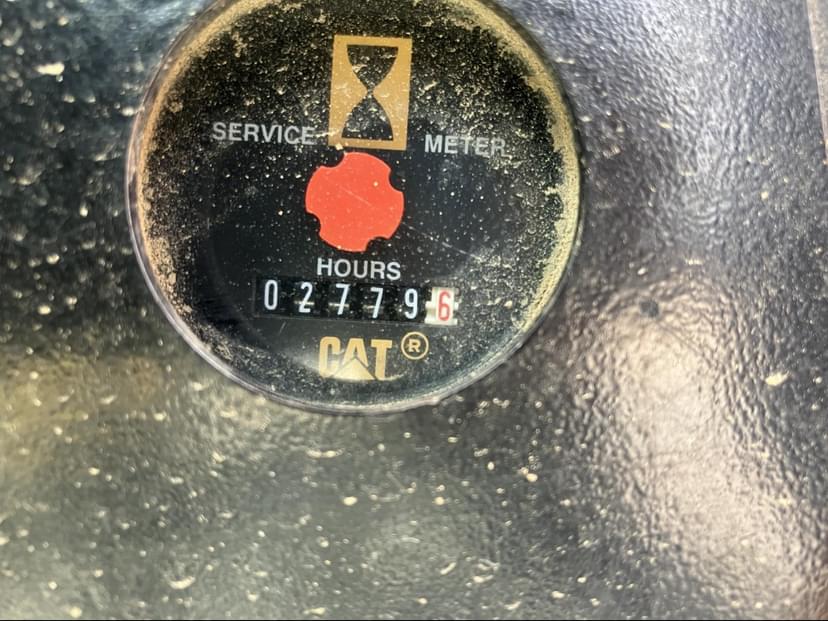 SERVICE METER
HOURS
027796
CAT®